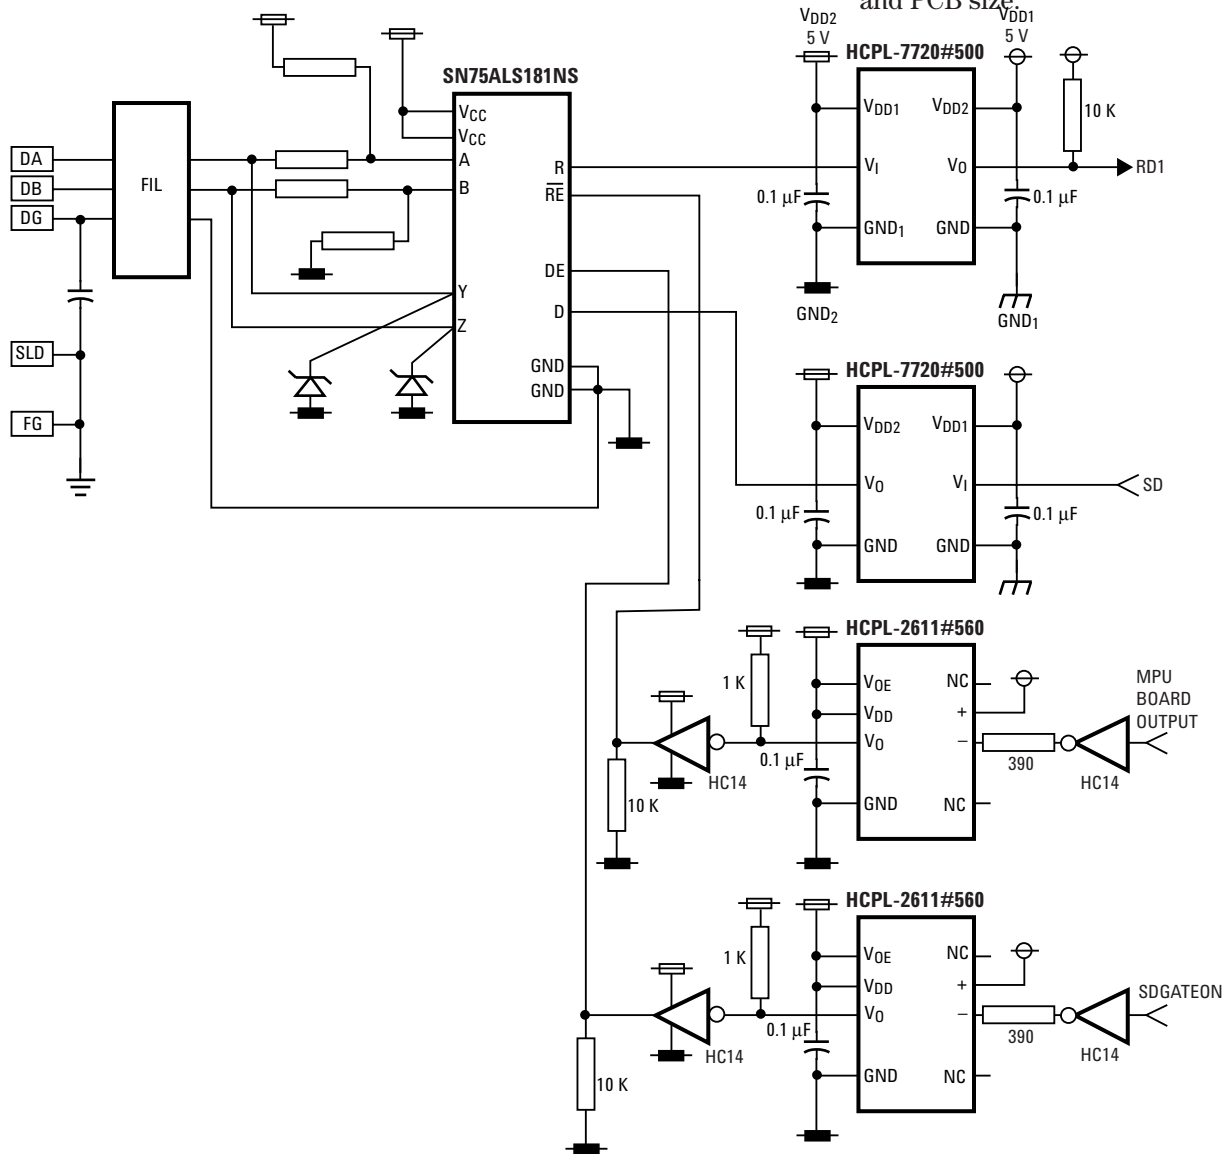 and PCB size.
VDD2
5 V
VDD1
5 V
HCPL-7720#500
VDD1
VDD2
10 K
VI
VO
RD1
0.1 µF
0.1 µF
GND1
GND
GND2
GND1
SN75ALS181NS
VCC
VCC
A
B
R
RE
DE
Y
D
Z
GND
GND
DA
DB
DG
FIL
SLD
FG
HCPL-7720#500
VDD2
VDD1
VO
VI
SD
0.1 µF
0.1 µF
GND
GND
HCPL-2611#560
1 K
VOE
NC
MPU
BOARD
OUTPUT
VDD
+
VO
–
0.1 µF
390
HC14
HC14
10 K
GND
NC
HCPL-2611#560
1 K
VOE
NC
VDD
+
SDGATEON
VO
–
0.1 µF
390
HC14
HC14
10 K
GND
NC